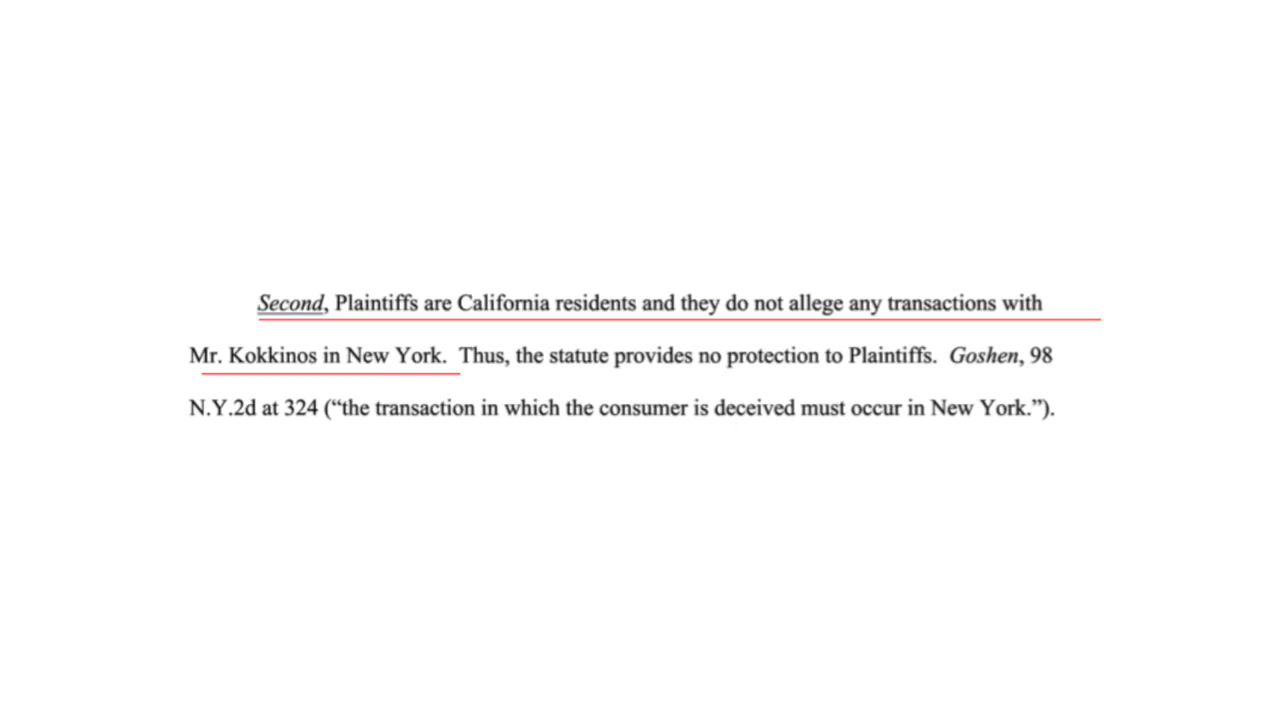 Second, Plaintiffs are California residents and they do not allege any transactions with
Mr. Kokkinos in New York.  Thus, the statute provides no protection to Plaintiffs.  Goshen, 98
N.Y.2d at 324 (“the transaction in which the consumer is deceived must occur in New York.”).